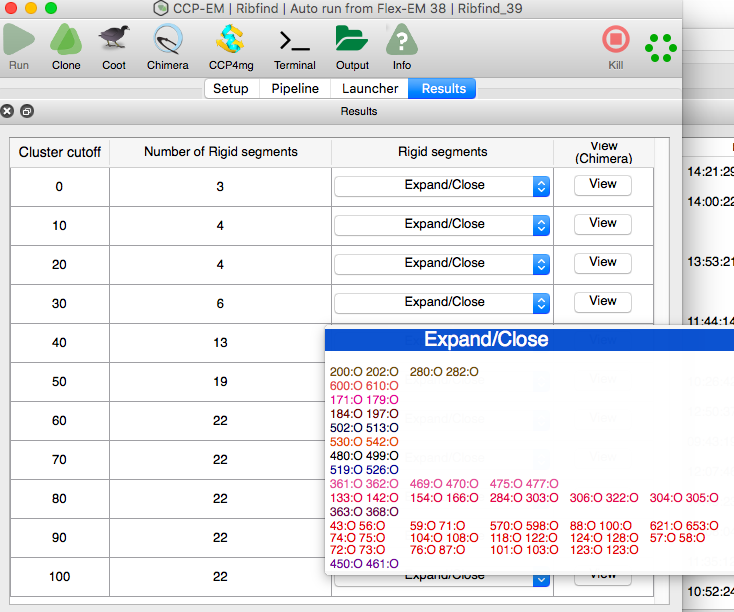 CCP-EM | Ribfind | Auto run from Flex-EM 38 | Ribfind_39
Run Clone Coot Chimera CCP4mg Terminal Output Info Kill
Setup Pipeline Launcher Results
Results
Cluster cutoff Number of Rigid segments Rigid segments View (Chimera)
14:21:29
0 3 Expand/Close View
14:00:22
10 4 Expand/Close View
20 4 Expand/Close View
13:53:21
30 6 Expand/Close View
11:44:14
40 13
Expand/Close
200:O 202:O 280:O 282:O
600:O 610:O
50 19
171:O 179:O
184:O 197:O
60 22
502:O 513:O
530:O 542:O
480:O 499:O
70 22
519:O 526:O
361:O 362:O 469:O 470:O 475:O 477:O
80 22
133:O 142:O 154:O 166:O 284:O 303:O 306:O 322:O 304:O 305:O
363:O 368:O
43:O 56:O 59:O 71:O 570:O 598:O 88:O 100:O 621:O 653:O
90 22
74:O 75:O 104:O 108:O 118:O 122:O 124:O 128:O 57:O 58:O
72:O 73:O 76:O 87:O 101:O 103:O 123:O 123:O
450:O 461:O
100 22 Expand/Close View
10:52:24